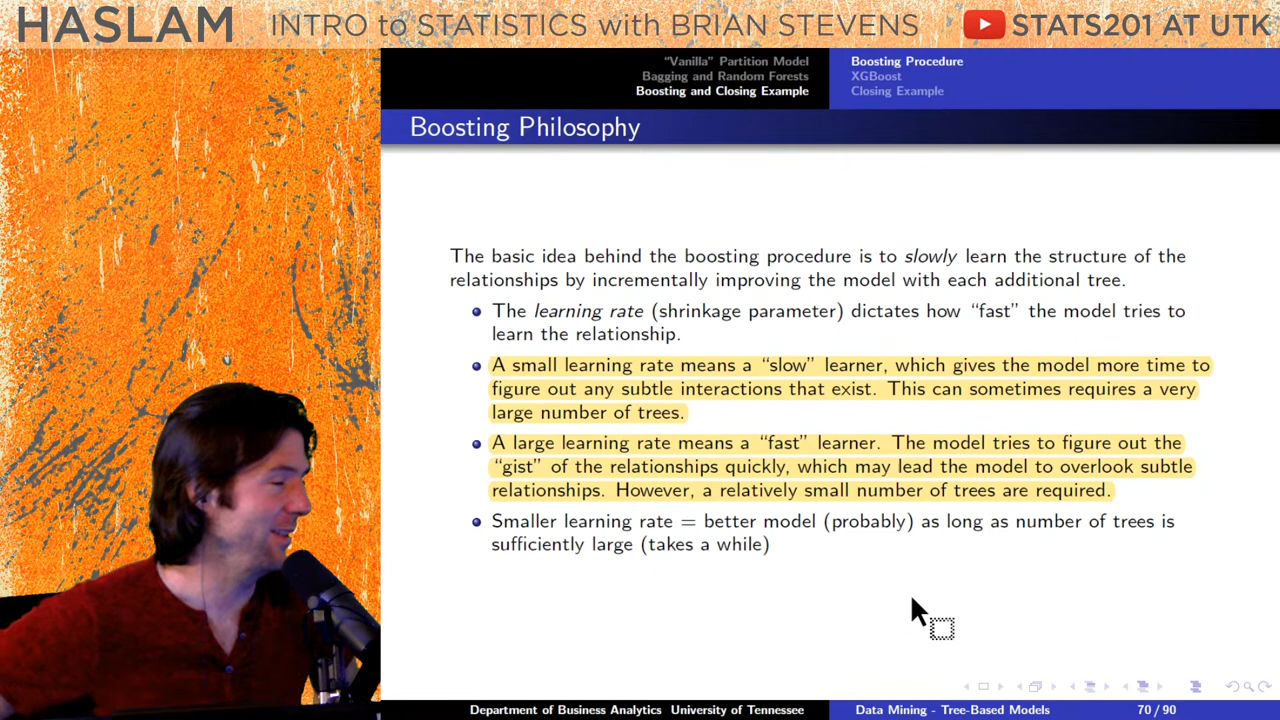 HASLAM INTRO to STATISTICS with BRIAN STEVENS STATS201 AT UTK
"Vanilla" Partition Model
Bagging and Random Forests
Boosting and Closing Example
Boosting Procedure
XGBoost
Closing Example
Boosting Philosophy
The basic idea behind the boosting procedure is to slowly learn the structure of the
relationships by incrementally improving the model with each additional tree.
The learning rate (shrinkage parameter) dictates how "fast" the model tries to
learn the relationship.
A small learning rate means a "slow" learner, which gives the model more time to
figure out any subtle interactions that exist. This can sometimes requires a very
large number of trees.
A large learning rate means a "fast" learner. The model tries to figure out the
"gist" of the relationships quickly, which may lead the model to overlook subtle
relationships. However, a relatively small number of trees are required.
Smaller learning rate = better model (probably) as long as number of trees is
sufficiently large (takes a while)
Department of Business Analytics University of Tennessee Data Mining - Tree-Based Models 70 / 90